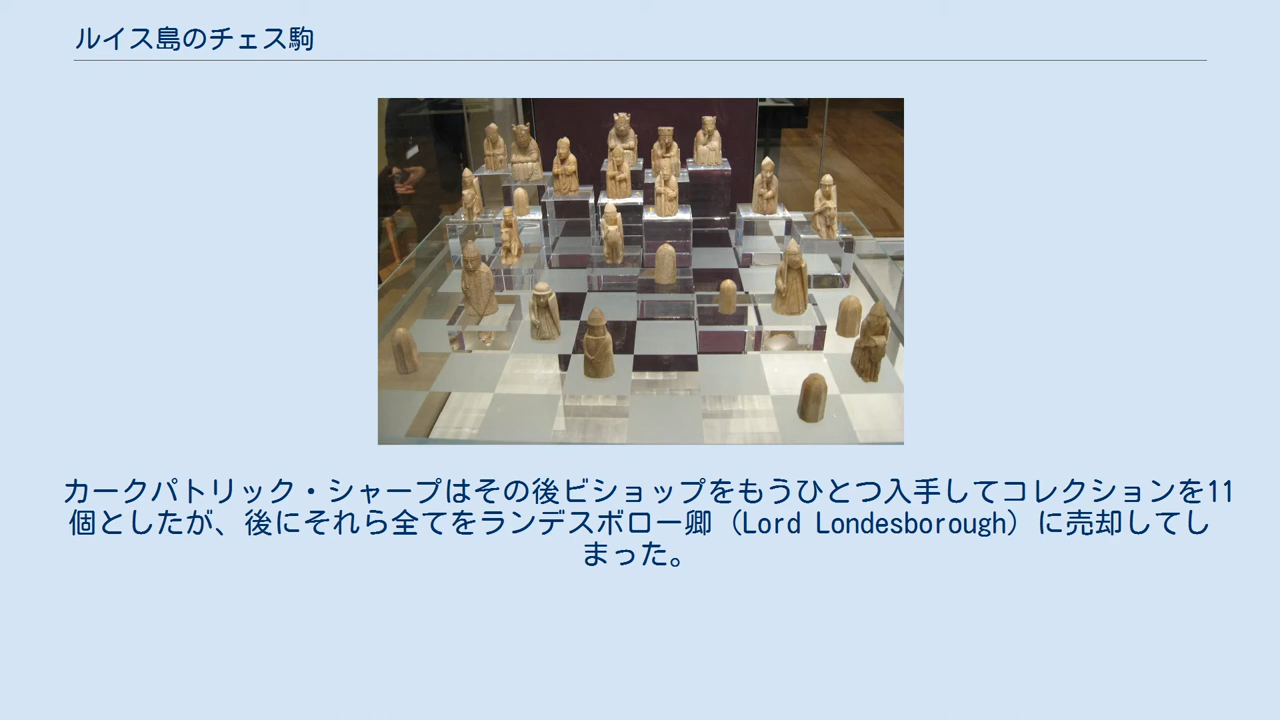 ルイス島のチェス駒
カークパトリック・シャープはその後ビショップをもうひとつ入手してコレクションを11
個としたが、後にそれら全てをランデスボロー卿（Lord Londesborough）に売却してし
まった。